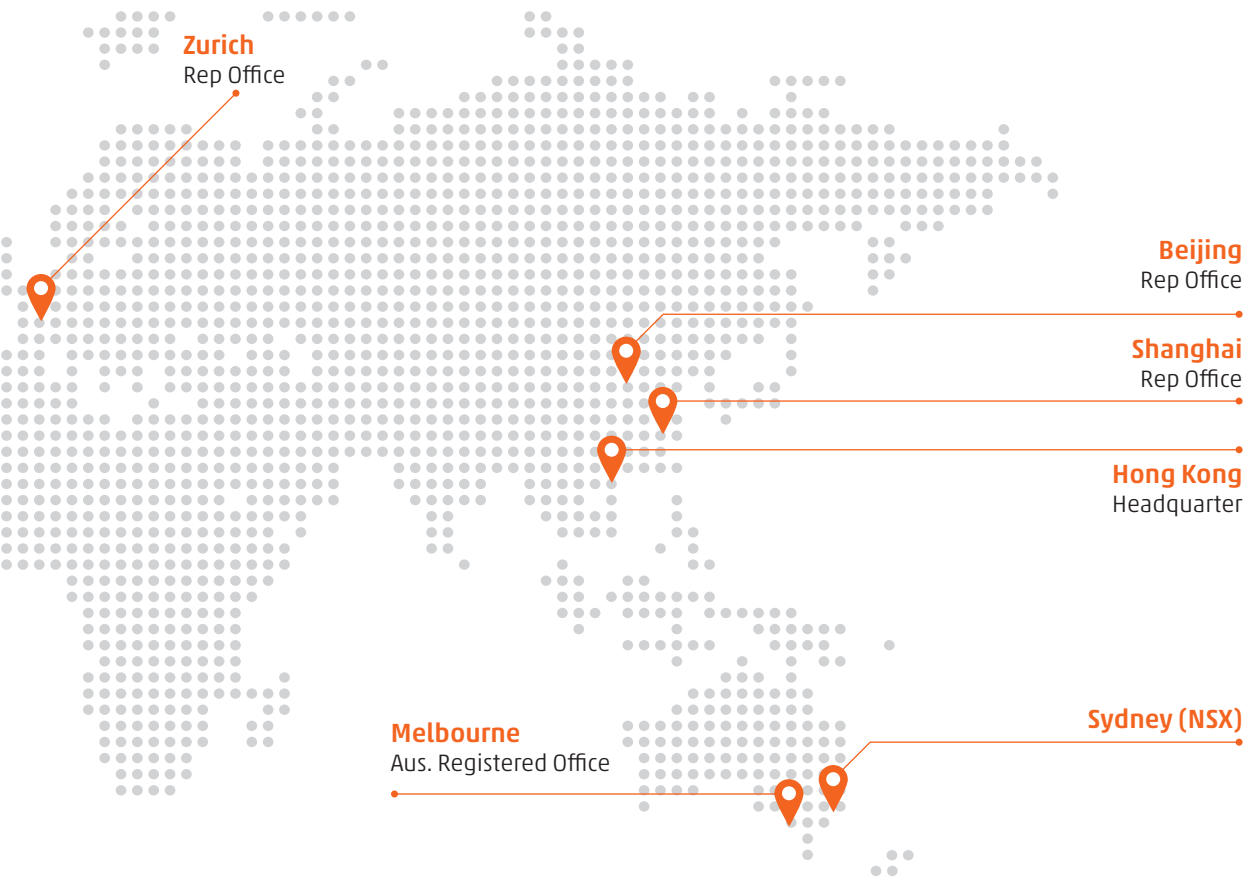 Zurich
Rep Office
Beijing
Rep Office
Shanghai
Rep Office
Hong Kong
Headquarter
Sydney (NSX)
Melbourne
Aus. Registered Office